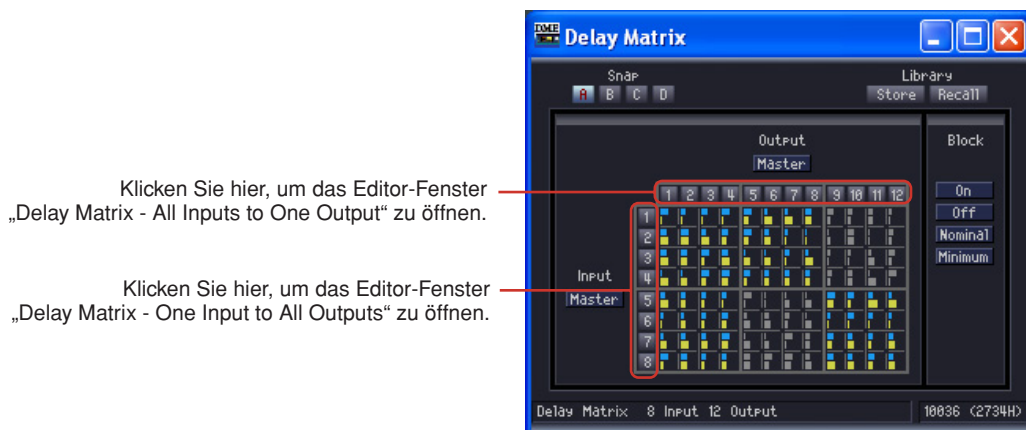 DME Delay Matrix
Snap
Library
A B C D
Store Recall
Output
Block
Master
Klicken Sie hier, um das Editor-Fenster
„Delay Matrix - All Inputs to One Output“ zu öffnen.
1 2 3 4 5 6 7 8 9 10 11 12
On
1
Off
2
Nominal
3
Minimum
Input
4
Klicken Sie hier, um das Editor-Fenster
„Delay Matrix - One Input to All Outputs“ zu öffnen.
Master
5
6
7
8
Delay Matrix 8 Input 12 Output
10036 (2734H)